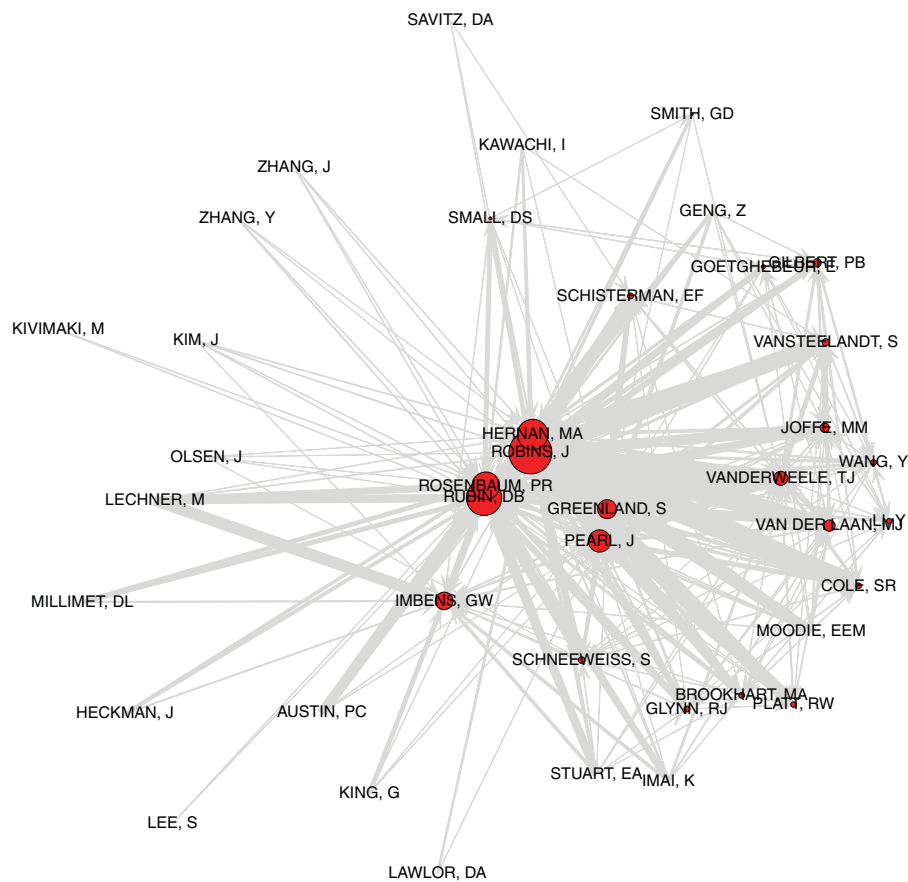 SAVITZ, DA
SMITH, GD
KAWACHI, I
ZHANG, J
GENG, Z
ZHANG, Y
SMALL, DS
GOETGHEBEUR, E
GILBERT, PB
SCHISTERMAN, EF
KIVIMAKI, M
KIM, J
VANSTEELANDT, S
JOFFE, MM
HERNAN, MA
ROBINS, J
OLSEN, J
WANG, Y
VANDERWEELE, TJ
ROSENBAUM, PR
RUBIN, DB
LECHNER, M
GREENLAND, S
LI, Y
VAN DER LAAN, MJ
PEARL, J
COLE, SR
MILLIMET, DL
IMBENS, GW
MOODIE, EEM
SCHNEEWEISS, S
BROOKHART, MA
PLATT, RW
GLYNN, RJ
HECKMAN, J
AUSTIN, PC
STUART, EA
IMAI, K
KING, G
LEE, S
LAWLOR, DA